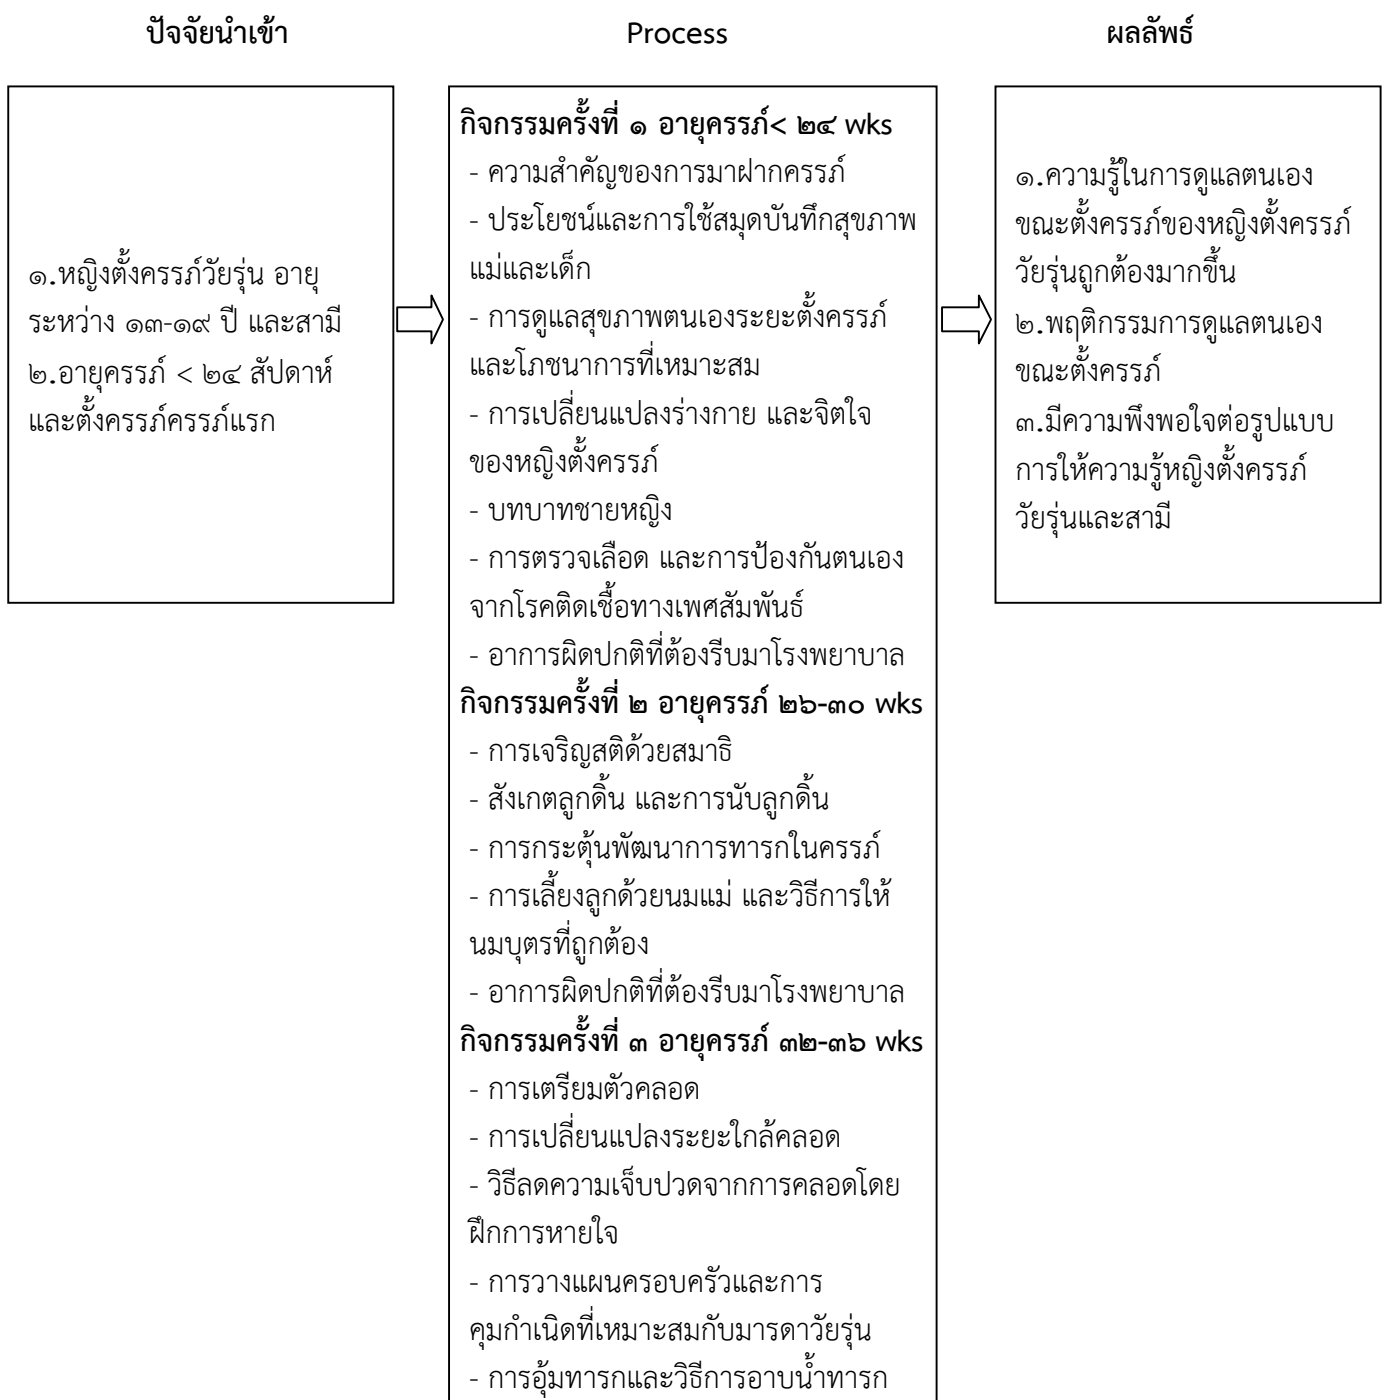 ปัจจัยนำเข้า
Process
ผลลัพธ์
๑.หญิงตั้งครรภ์วัยรุ่น อายุ
ระหว่าง ๑๓-๑๙ ปี และสามี
๒.อายุครรภ์ < ๒๔ สัปดาห์
และตั้งครรภ์ครรภ์แรก
กิจกรรมครั้งที่ ๑ อายุครรภ์< ๒๔ wks
- ความสำคัญของการมาฝากครรภ์
- ประโยชน์และการใช้สมุดบันทึกสุขภาพ
แม่และเด็ก
- การดูแลสุขภาพตนเองระยะตั้งครรภ์
และโภชนาการที่เหมาะสม
- การเปลี่ยนแปลงร่างกาย และจิตใจ
ของหญิงตั้งครรภ์
- บทบาทชายหญิง
- การตรวจเลือด และการป้องกันตนเอง
จากโรคติดเชื้อทางเพศสัมพันธ์
- อาการผิดปกติที่ต้องรีบมาโรงพยาบาล
กิจกรรมครั้งที่ ๒ อายุครรภ์ ๒๖-๓๐ wks
- การเจริญสติด้วยสมาธิ
- สังเกตลูกดิ้น และการนับลูกดิ้น
- การกระตุ้นพัฒนาการทารกในครรภ์
- การเลี้ยงลูกด้วยนมแม่ และวิธีการให้
นมบุตรที่ถูกต้อง
- อาการผิดปกติที่ต้องรีบมาโรงพยาบาล
กิจกรรมครั้งที่ ๓ อายุครรภ์ ๓๒-๓๖ wks
- การเตรียมตัวคลอด
- การเปลี่ยนแปลงระยะใกล้คลอด
- วิธีลดความเจ็บปวดจากการคลอดโดย
ฝึกการหายใจ
- การวางแผนครอบครัวและการ
คุมกำเนิดที่เหมาะสมกับมารดาวัยรุ่น
- การอุ้มทารกและวิธีการอาบน้ำทารก
๑.ความรู้ในการดูแลตนเอง
ขณะตั้งครรภ์ของหญิงตั้งครรภ์
วัยรุ่นถูกต้องมากขึ้น
๒.พฤติกรรมการดูแลตนเอง
ขณะตั้งครรภ์
๓.มีความพึงพอใจต่อรูปแบบ
การให้ความรู้หญิงตั้งครรภ์
วัยรุ่นและสามี